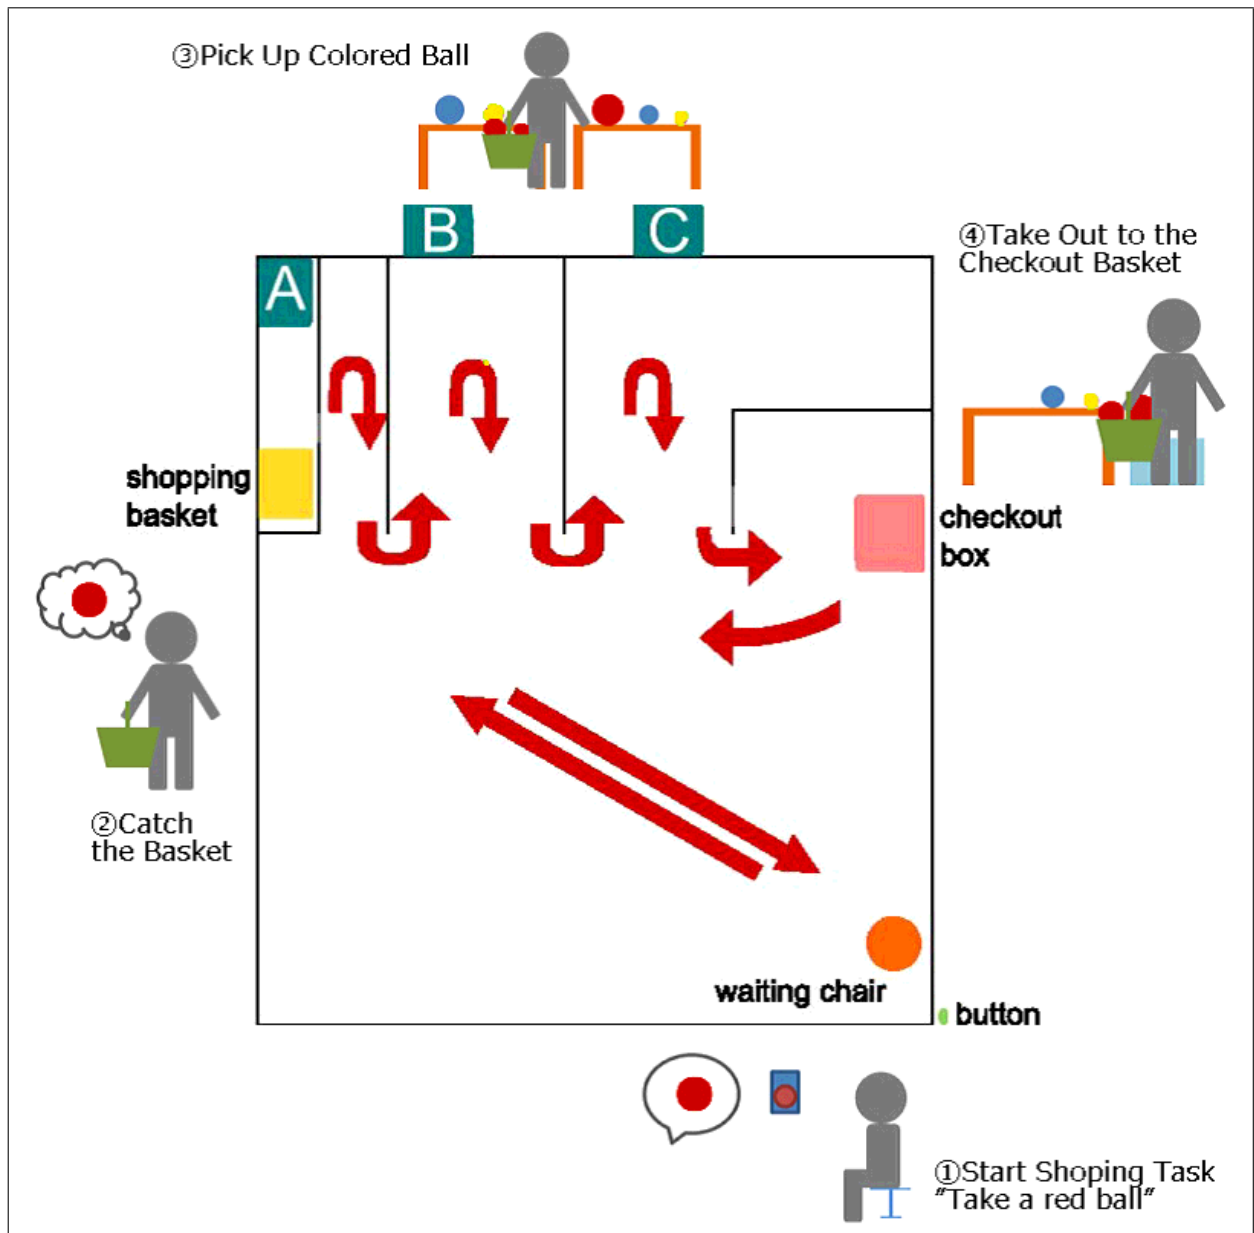 ③Pick Up Colored Ball
B
C
④Take Out to the
Checkout Basket
A
shopping
basket
checkout
box
②Catch
the Basket
waiting chair
button
①Start Shoping Task
"Take a red ball"